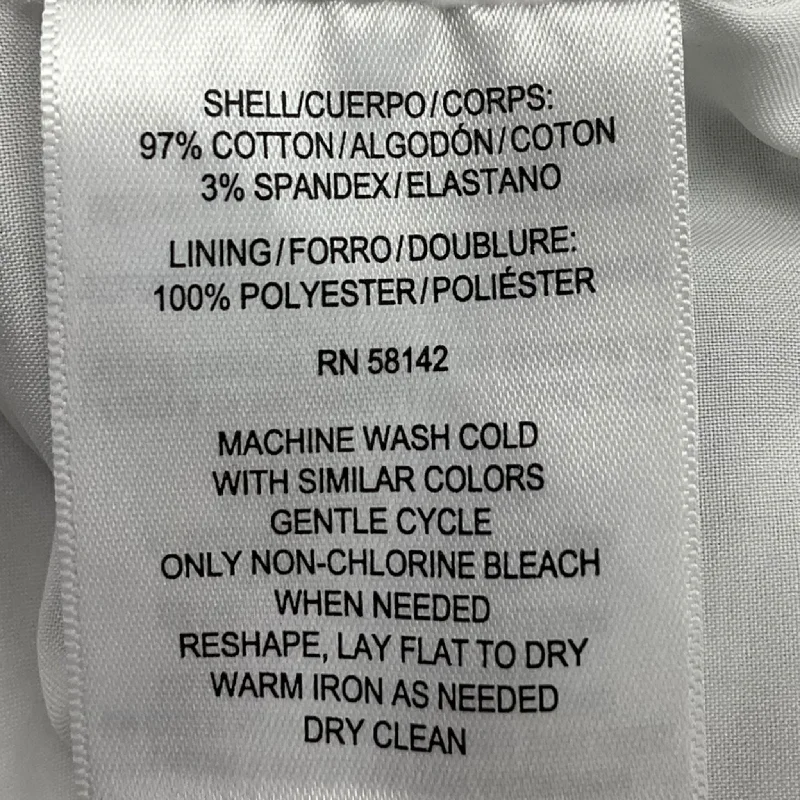 SHELL/CUERPO/CORPS:
97% COTTON/ALGODÓN/COTON
3% SPANDEX/ELASTANO
LINING/FORRO/DOUBLURE:
100% POLYESTER/POLIÉSTER
RN 58142
MACHINE WASH COLD
WITH SIMILAR COLORS
GENTLE CYCLE
ONLY NON-CHLORINE BLEACH
WHEN NEEDED
RESHAPE, LAY FLAT TO DRY
WARM IRON AS NEEDED
DRY CLEAN